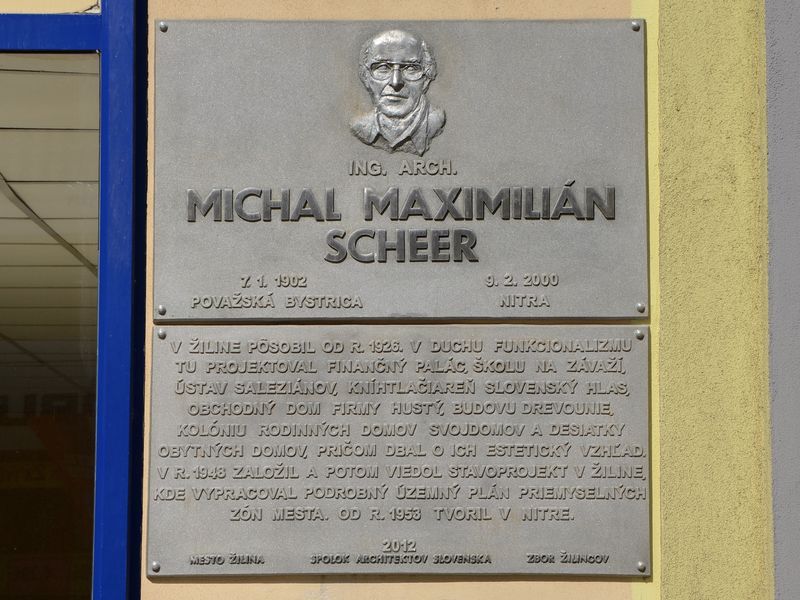 ING. ARCH.
MICHAL MAXIMILIÁN
SCHEER
7. 1. 1902 9. 2. 2000
POVAŽSKÁ BYSTRICA NITRA
V ŽILINE PÔSOBIL OD R. 1926. V DUCHU FUNKCIONALIZMU
TU PROJEKTOVAL FINANČNÝ PALÁC, ŠKOLU NA ZÁVAŽÍ,
ÚSTAV SALEZIÁNOV, KNÍHTLAČIAREŇ SLOVENSKÝ HLAS,
OBCHODNÝ DOM FIRMY HUSTÝ, BUDOVU DREVOUNIE,
KOLÓNIU RODINNÝCH DOMOV SVOJDOMOV A DESIATKY
OBYTNÝCH DOMOV, PRIČOM DBAL O ICH ESTETICKÝ VZHĽAD.
V R. 1948 ZALOŽIL A POTOM VIEDOL STAVOPROJEKT V ŽILINE,
KDE VYPRACOVAL PODROBNÝ ÚZEMNÝ PLÁN PRIEMYSELNÝCH
ZÓN MESTA. OD R. 1953 TVORIL V NITRE.
2012
MESTO ŽILINA SPOLOK ARCHITEKTOV SLOVENSKA ZBOR ŽILINCOV